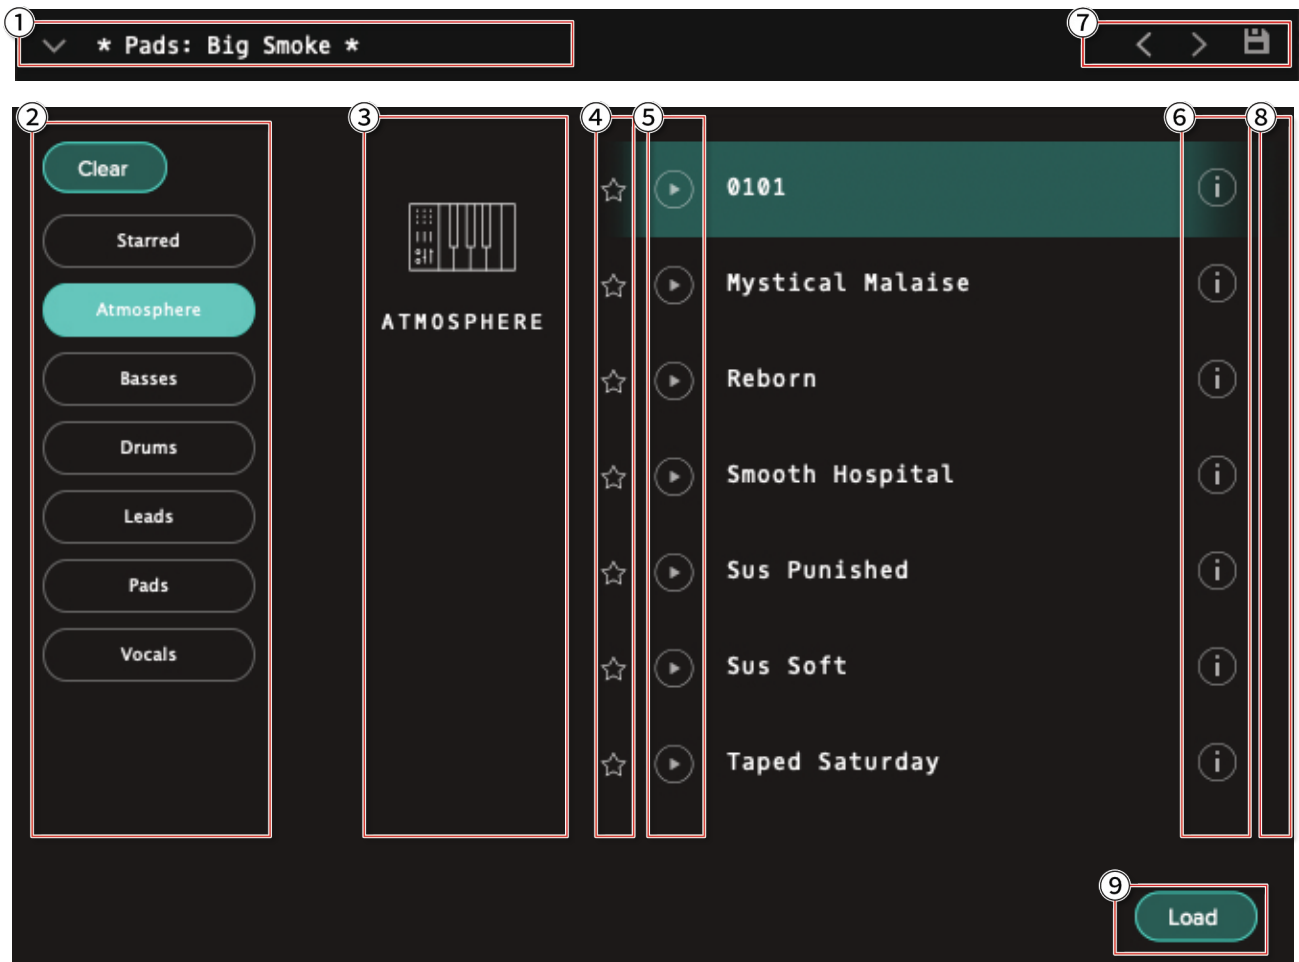 1
* Pads: Big Smoke *
7
2
3
4
5
6
8
Clear
Starred
Atmosphere
Basses
Drums
Leads
Pads
Vocals
ATMOSPHERE
0101
i
Mystical Malaise
i
Reborn
i
Smooth Hospital
i
Sus Punished
i
Sus Soft
i
Taped Saturday
i
9
Load